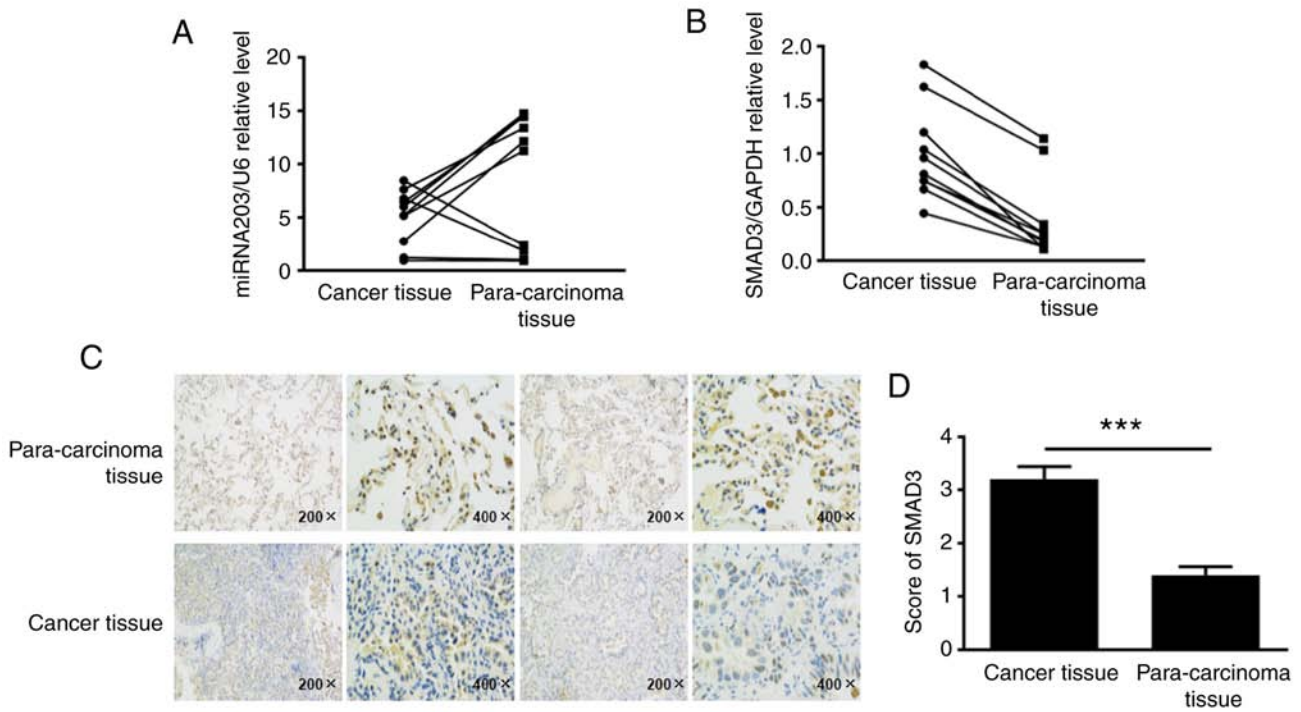 A
miRNA203/U6 relative level
20
15
10
5
0
Cancer tissue
Para-carcinoma
tissue
B
SMAD3/GAPDH relative level
2.0
1.5
1.0
0.5
0.0
Cancer tissue
Para-carcinoma
tissue
C
Para-carcinoma
tissue
200×
400×
200×
400×
Cancer tissue
200×
400×
200×
400×
D
Score of SMAD3
***
4
3
2
1
0
Cancer tissue
Para-carcinoma
tissue